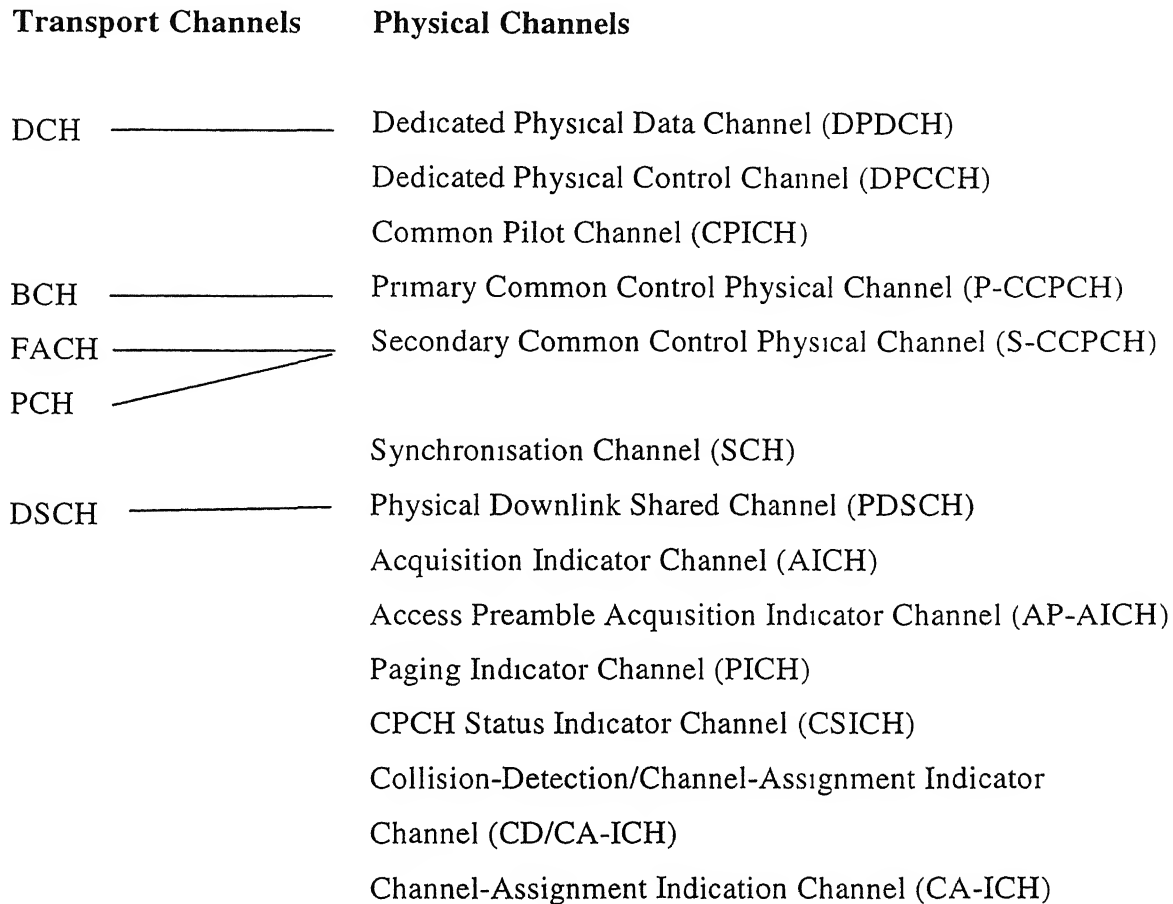 Transport Channels Physical Channels
DCH Dedicated Physical Data Channel (DPDCH)
Dedicated Physical Control Channel (DPCCH)
Common Pilot Channel (CPICH)
BCH Primary Common Control Physical Channel (P-CCPCH)
FACH Secondary Common Control Physical Channel (S-CCPCH)
PCH
Synchronisation Channel (SCH)
DSCH Physical Downlink Shared Channel (PDSCH)
Acquisition Indicator Channel (AICH)
Access Preamble Acquisition Indicator Channel (AP-AICH)
Paging Indicator Channel (PICH)
CPCH Status Indicator Channel (CSICH)
Collision-Detection/Channel-Assignment Indicator
Channel (CD/CA-ICH)
Channel-Assignment Indication Channel (CA-ICH)